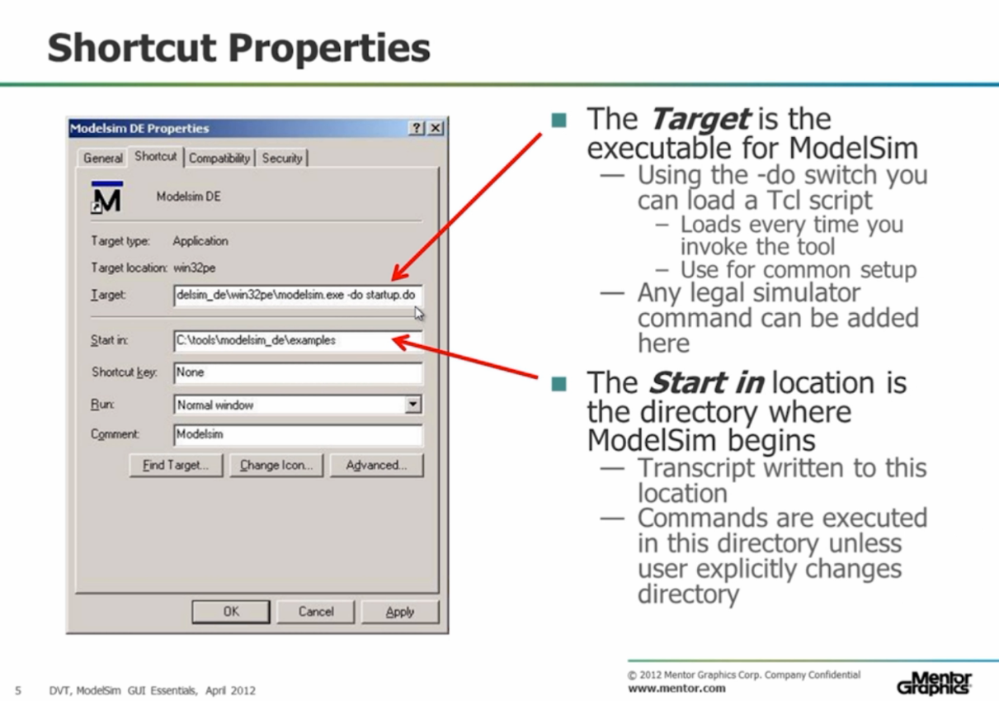 Shortcut Properties
Modelsim DE Properties
General Shortcut Compatibility Security
M
Modelsim DE
Target type: Application
Target location: win32pe
Target: delsim_de\win32pe\modelsim.exe -do startup.do
Start in: C:\tools\modelsim_de\examples
Shortcut key: None
Run: Normal window
Comment: Modelsim
Find Target... Change Icon... Advanced...
OK Cancel Apply
The Target is the
executable for ModelSim
— Using the -do switch you
can load a Tcl script
– Loads every time you
invoke the tool
– Use for common setup
— Any legal simulator
command can be added
here
The Start in location is
the directory where
ModelSim begins
— Transcript written to this
location
— Commands are executed
in this directory unless
user explicitly changes
directory
5 DVT, ModelSim GUI Essentials, April 2012
© 2012 Mentor Graphics Corp. Company Confidential
www.mentor.com
Mentor
Graphics